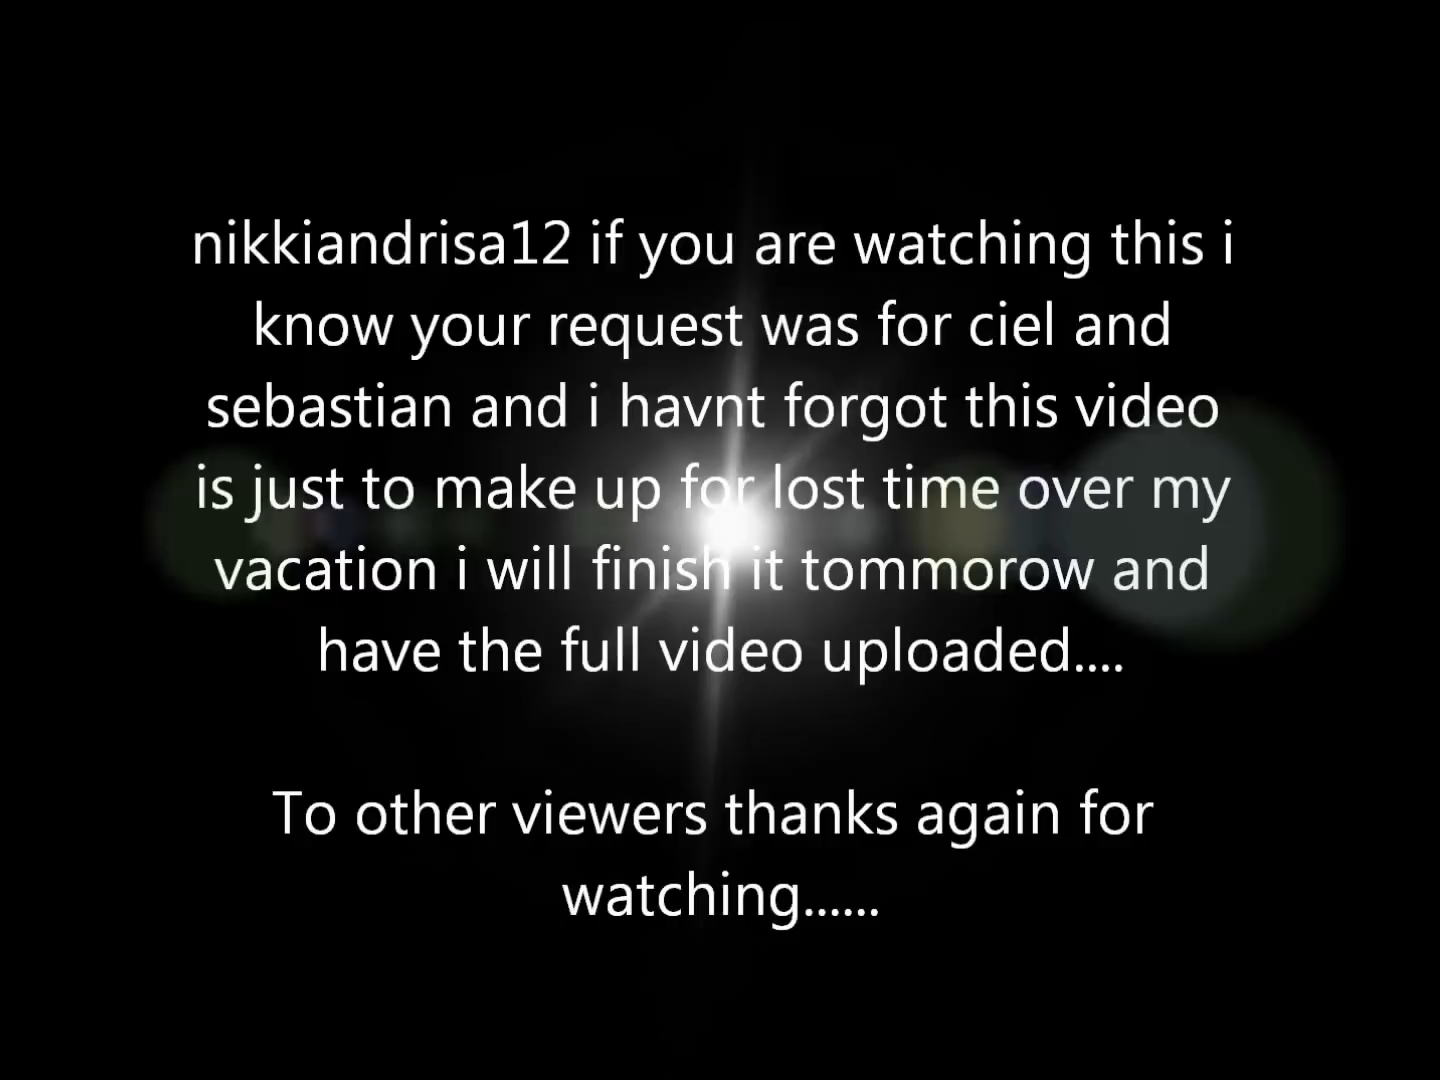 nikkiandrisa12 if you are watching this i
know your request was for ciel and
sebastian and i havnt forgot this video
is just to make up for lost time over my
vacation i will finish it tommorow and
have the full video uploaded....
To other viewers thanks again for
watching......